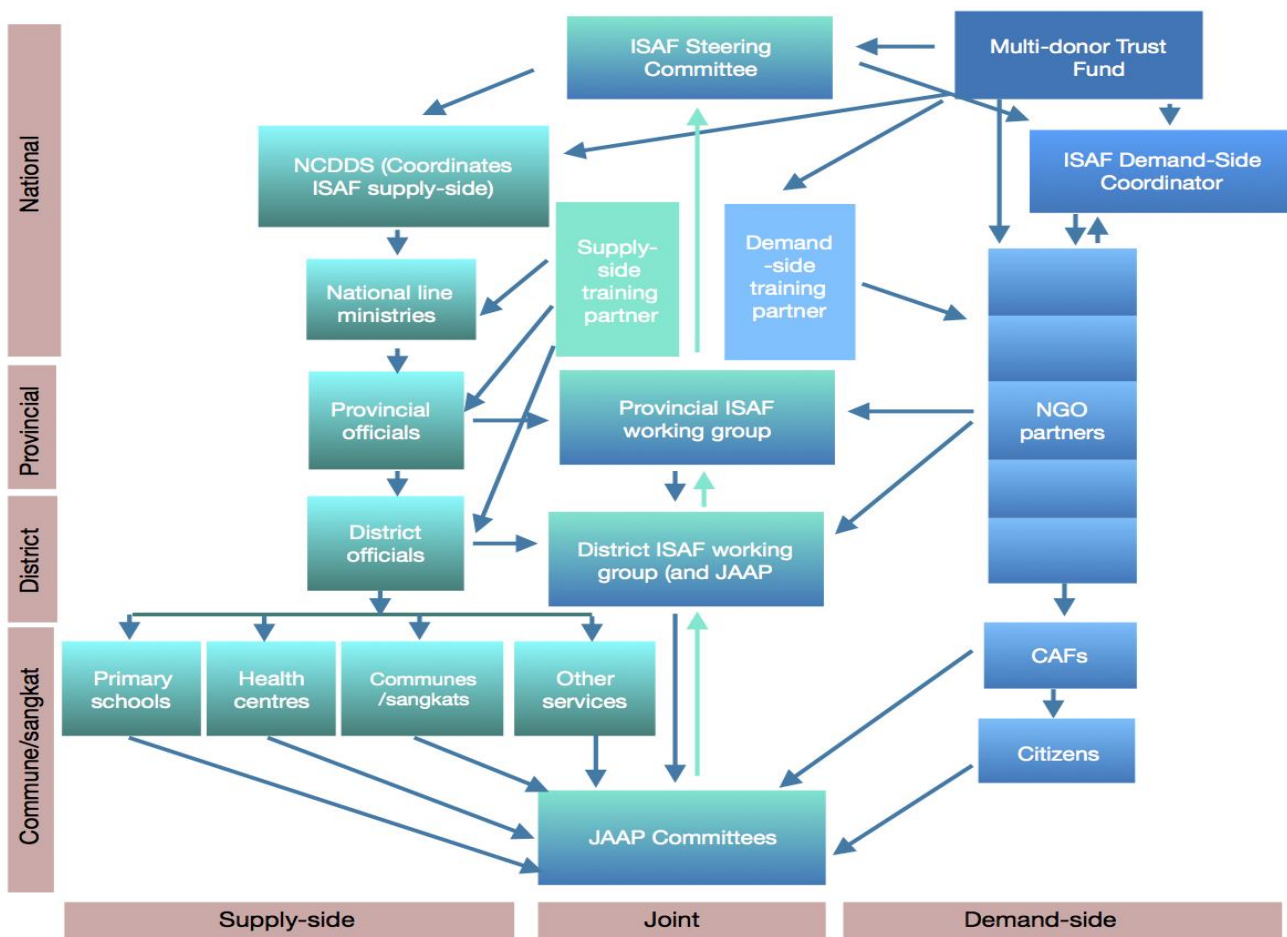 National
ISAF Steering
Committee
Multi-donor Trust
Fund
NCDDS (Coordinates
ISAF supply-side)
ISAF Demand-Side
Coordinator
Supply-
side
training
partner
Demand
-side
training
partner
National line
ministries
Provincial
Provincial
officials
Provincial ISAF
working group
NGO
partners
District
District
officials
District ISAF working
group (and JAAP
Commune/sangkat
Primary
schools
Health
centres
Communes
/sangkats
Other
services
CAFs
Citizens
JAAP Committees
Supply-side
Joint
Demand-side